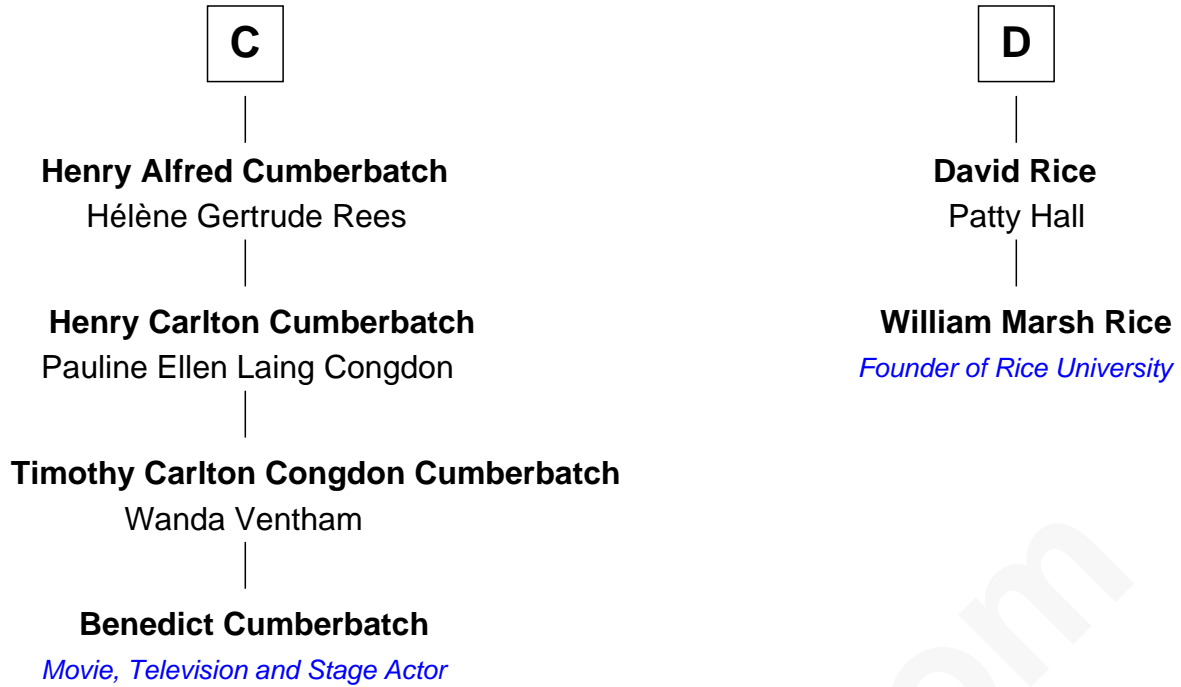 C
Henry Alfred Cumberbatch
Hélène Gertrude Rees
Henry Carlton Cumberbatch
Pauline Ellen Laing Congdon
Timothy Carlton Congdon Cumberbatch
Wanda Ventham
Benedict Cumberbatch
Movie, Television and Stage Actor
D
David Rice
Patty Hall
William Marsh Rice
Founder of Rice University
om